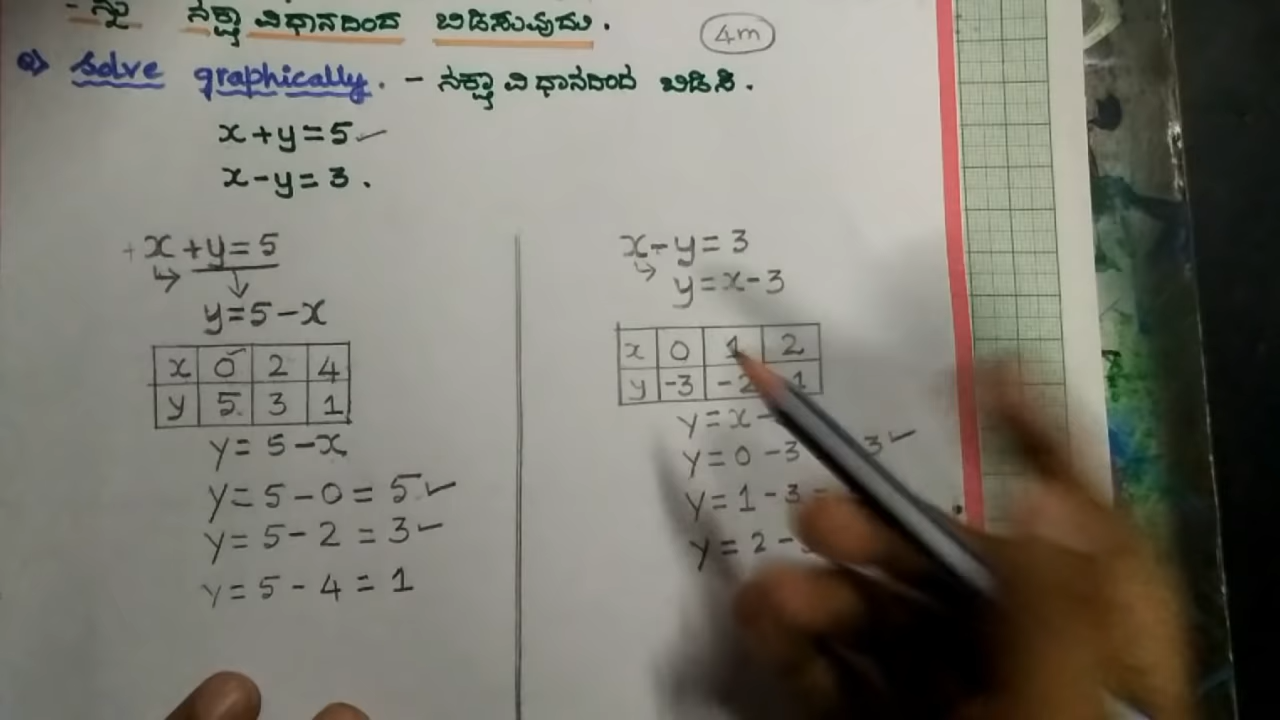 ನಕ್ಷಾ ವಿಧಾನದಿಂದ ಬಿಡಿಸುವುದು.
4m
Solve graphically. - ನಕ್ಷಾ ವಿಧಾನದಿಂದ ಬಿಡಿಸಿ.
x+y=5
x-y=3.
x+y=5
y=5-x
x 0 2 4
y 5 3 1
y=5-x
y=5-0=5
y=5-2=3
y=5-4=1
x-y=3
y=x-3
x 0 1 2
y -3 -2 1
y=x-
y=0-3 3
y=1-3=
y=2-